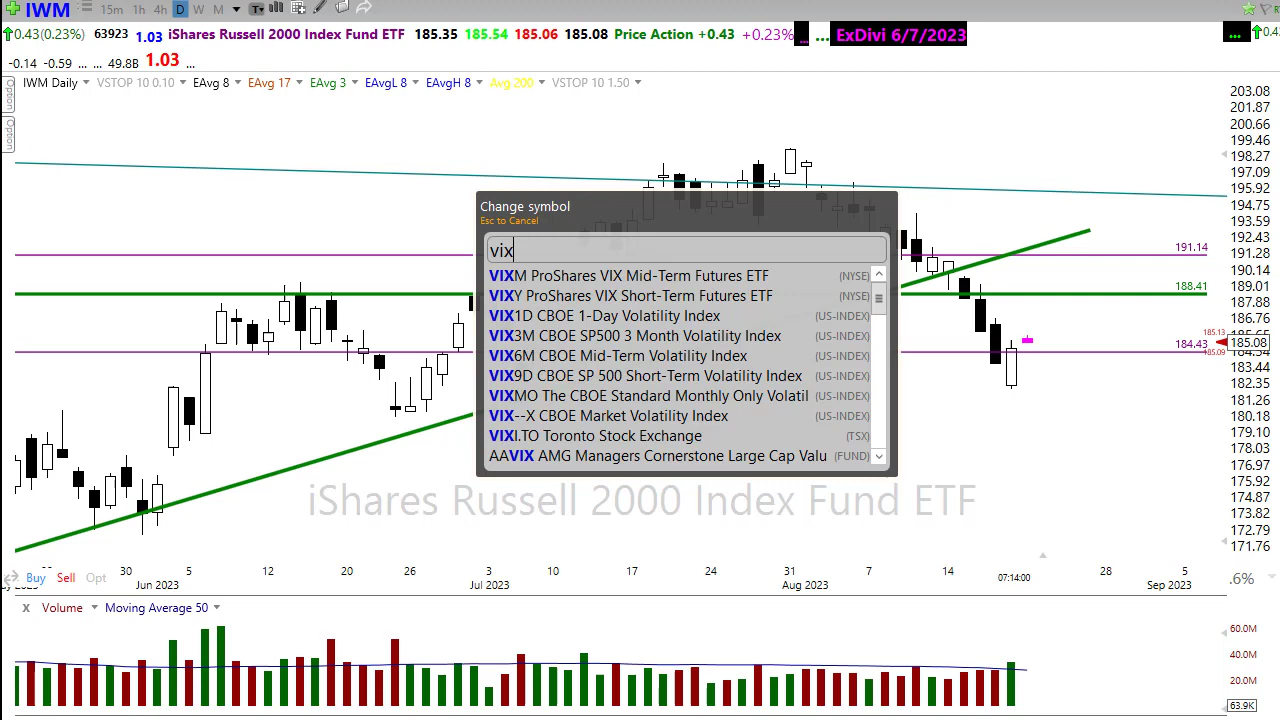 IWM 15m 1h 4h D W M
0.43(0.23%) 63923 1.03 iShares Russell 2000 Index Fund ETF 185.35 185.54 185.06 185.08 Price Action +0.43 +0.23% ... ... ExDivi 6/7/2023 ...
-0.14 -0.59 ... ... 49.8B 1.03 ...
IWM Daily VSTOP 10 0.10 EAvg 8 EAvg 17 EAvg 3 EAvgL 8 EAvgH 8 Avg 200 VSTOP 10 1.50
Option
Option
203.08
201.87
200.66
199.46
198.27
197.09
195.92
194.75
193.59
192.43
191.28
190.14
189.01
187.88
186.76
185.08
184.54
183.44
182.35
181.26
180.18
179.10
178.03
176.97
175.92
174.87
173.82
172.79
171.76
191.14
188.41
184.43
185.13
185.09
Change symbol
Esc to Cancel
vix
VIXM ProShares VIX Mid-Term Futures ETF (NYSE)
VIXY ProShares VIX Short-Term Futures ETF (NYSE)
VIX1D CBOE 1-Day Volatility Index (US-INDEX)
VIX3M CBOE SP500 3 Month Volatility Index (US-INDEX)
VIX6M CBOE Mid-Term Volatility Index (US-INDEX)
VIX9D CBOE SP 500 Short-Term Volatility Index (US-INDEX)
VIXMO The CBOE Standard Monthly Only Volatil (US-INDEX)
VIX--X CBOE Market Volatility Index (US-INDEX)
VIXI.TO Toronto Stock Exchange (TSX)
AAVIX AMG Managers Cornerstone Large Cap Valu (FUND)
iShares Russell 2000 Index Fund ETF
30 5 12 20 26 3 10 17 24 31 7 14 28 5
Buy Sell Opt
Jun 2023 Jul 2023 Aug 2023 07:14:00 Sep 2023
.6%
X Volume Moving Average 50
60.0M
40.0M
20.0M
63.9K